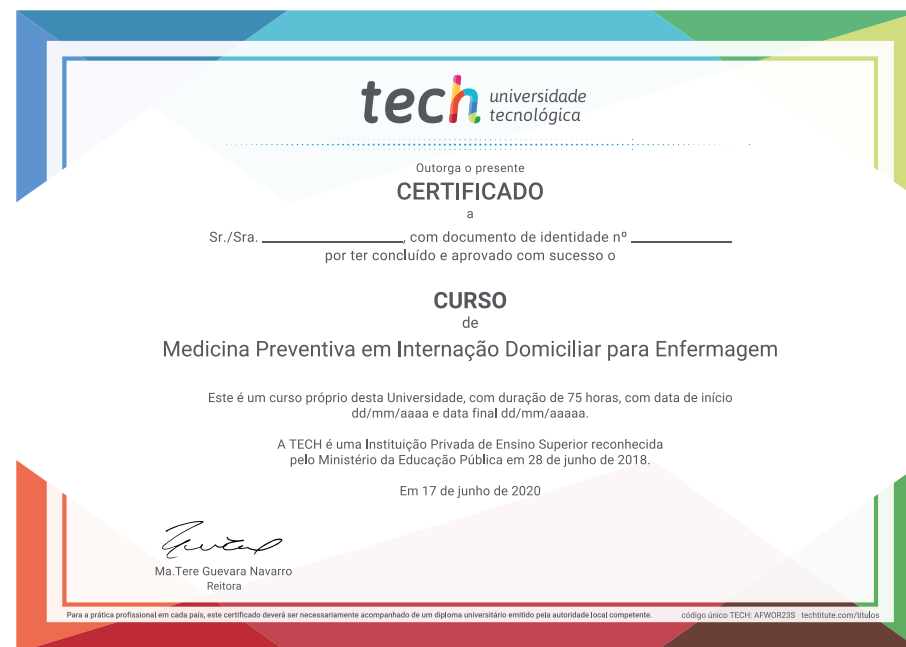 tech universidade
tecnológica
Outorga o presente
CERTIFICADO
a
Sr./Sra. ____________, com documento de identidade nº _________
por ter concluído e aprovado com sucesso o
CURSO
de
Medicina Preventiva em Internação Domiciliar para Enfermagem
Este é um curso próprio desta Universidade, com duração de 75 horas, com data de início
dd/mm/aaaa e data final dd/mm/aaaaa.
A TECH é uma Instituição Privada de Ensino Superior reconhecida
pelo Ministério da Educação Pública em 28 de junho de 2018.
Em 17 de junho de 2020
Ma.Tere Guevara Navarro
Reitora
Para a prática profissional em cada país, este certificado deverá ser necessariamente acompanhado de um diploma universitário emitido pela autoridade local competente. código único TECH: AFWOR23S techtitute.com/titulos